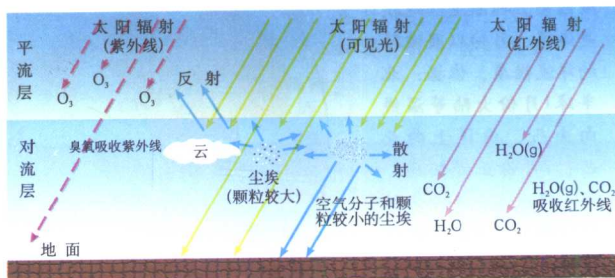 太阳辐射
(紫外线)
太阳辐射
(可见光)
太阳辐射
(红外线)
平流层
O₃
O₃
O₃
反射
对流层
臭氧吸收紫外线
云
尘埃
(颗粒较大)
散射
空气分子和颗
粒较小的尘埃
H₂O(g)
CO₂
H₂O
CO₂
H₂O(g)、CO₂
吸收红外线
地面